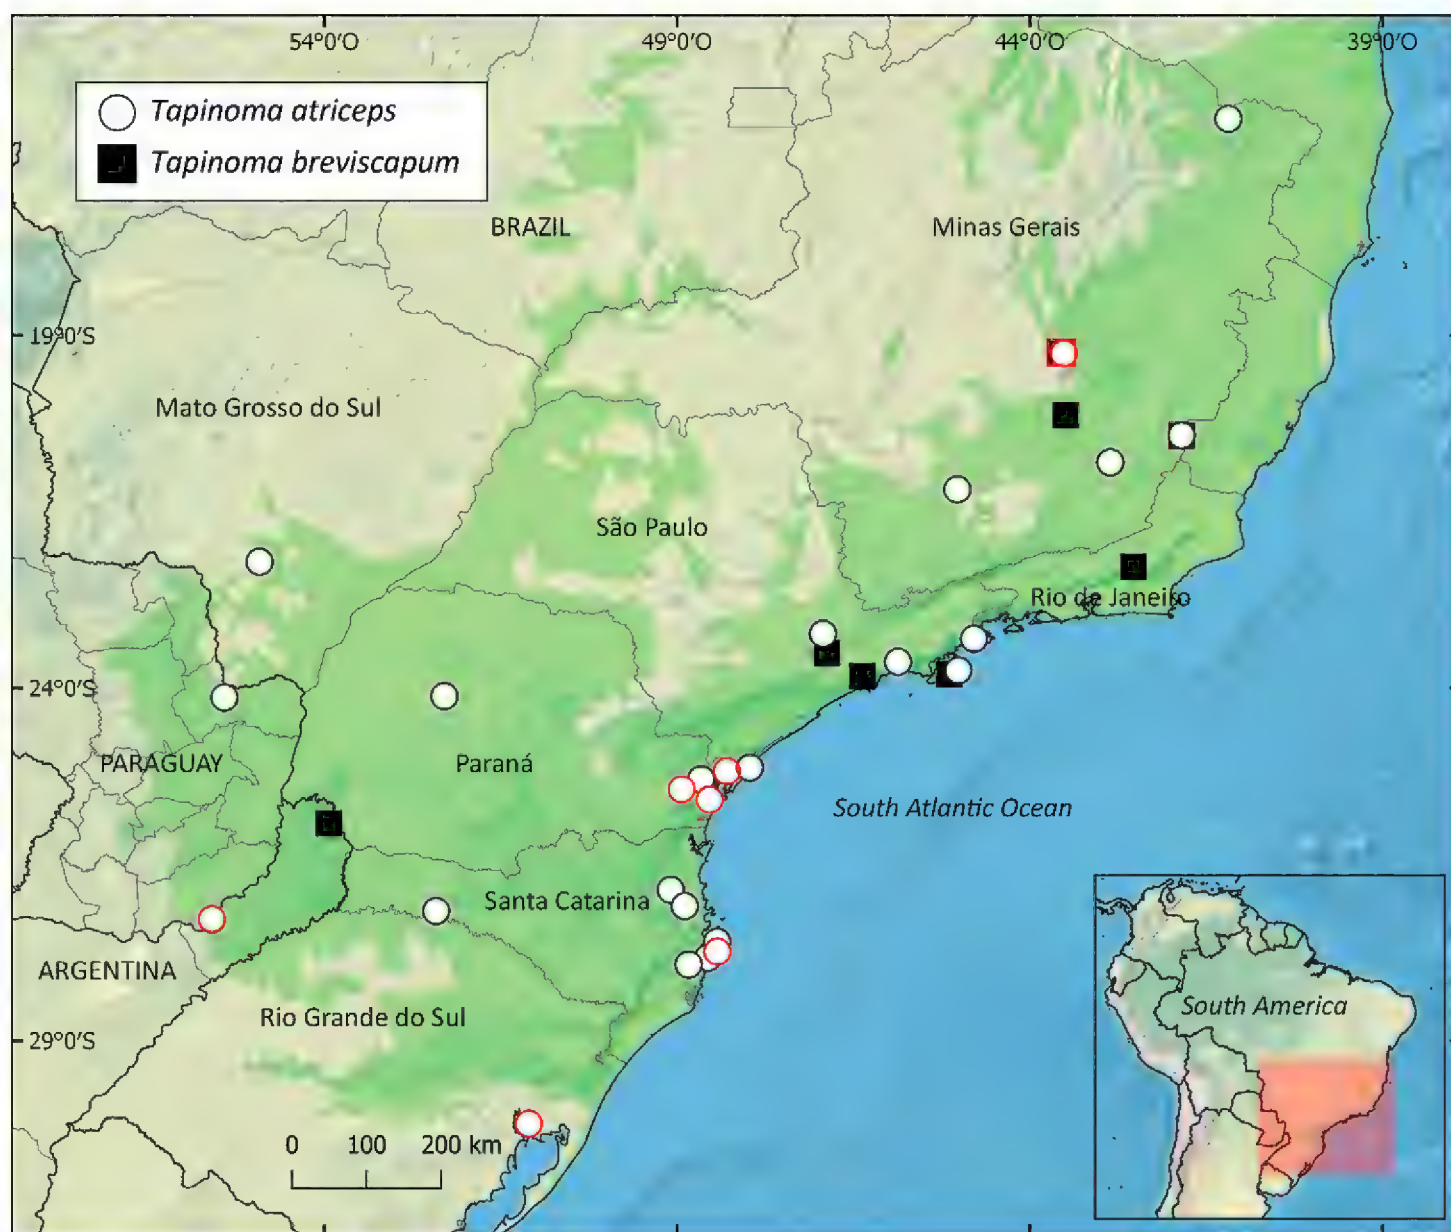 54°0'O 49°0'O 44°0'O 39°0'O
Tapinoma atriceps
Tapinoma breviscapum
BRAZIL
Minas Gerais
19°0'S
Mato Grosso do Sul
São Paulo
Rio de Janeiro
24°0'S
PARAGUAY
Paraná
South Atlantic Ocean
Santa Catarina
ARGENTINA
South America
Rio Grande do Sul
29°0'S
0 100 200 km